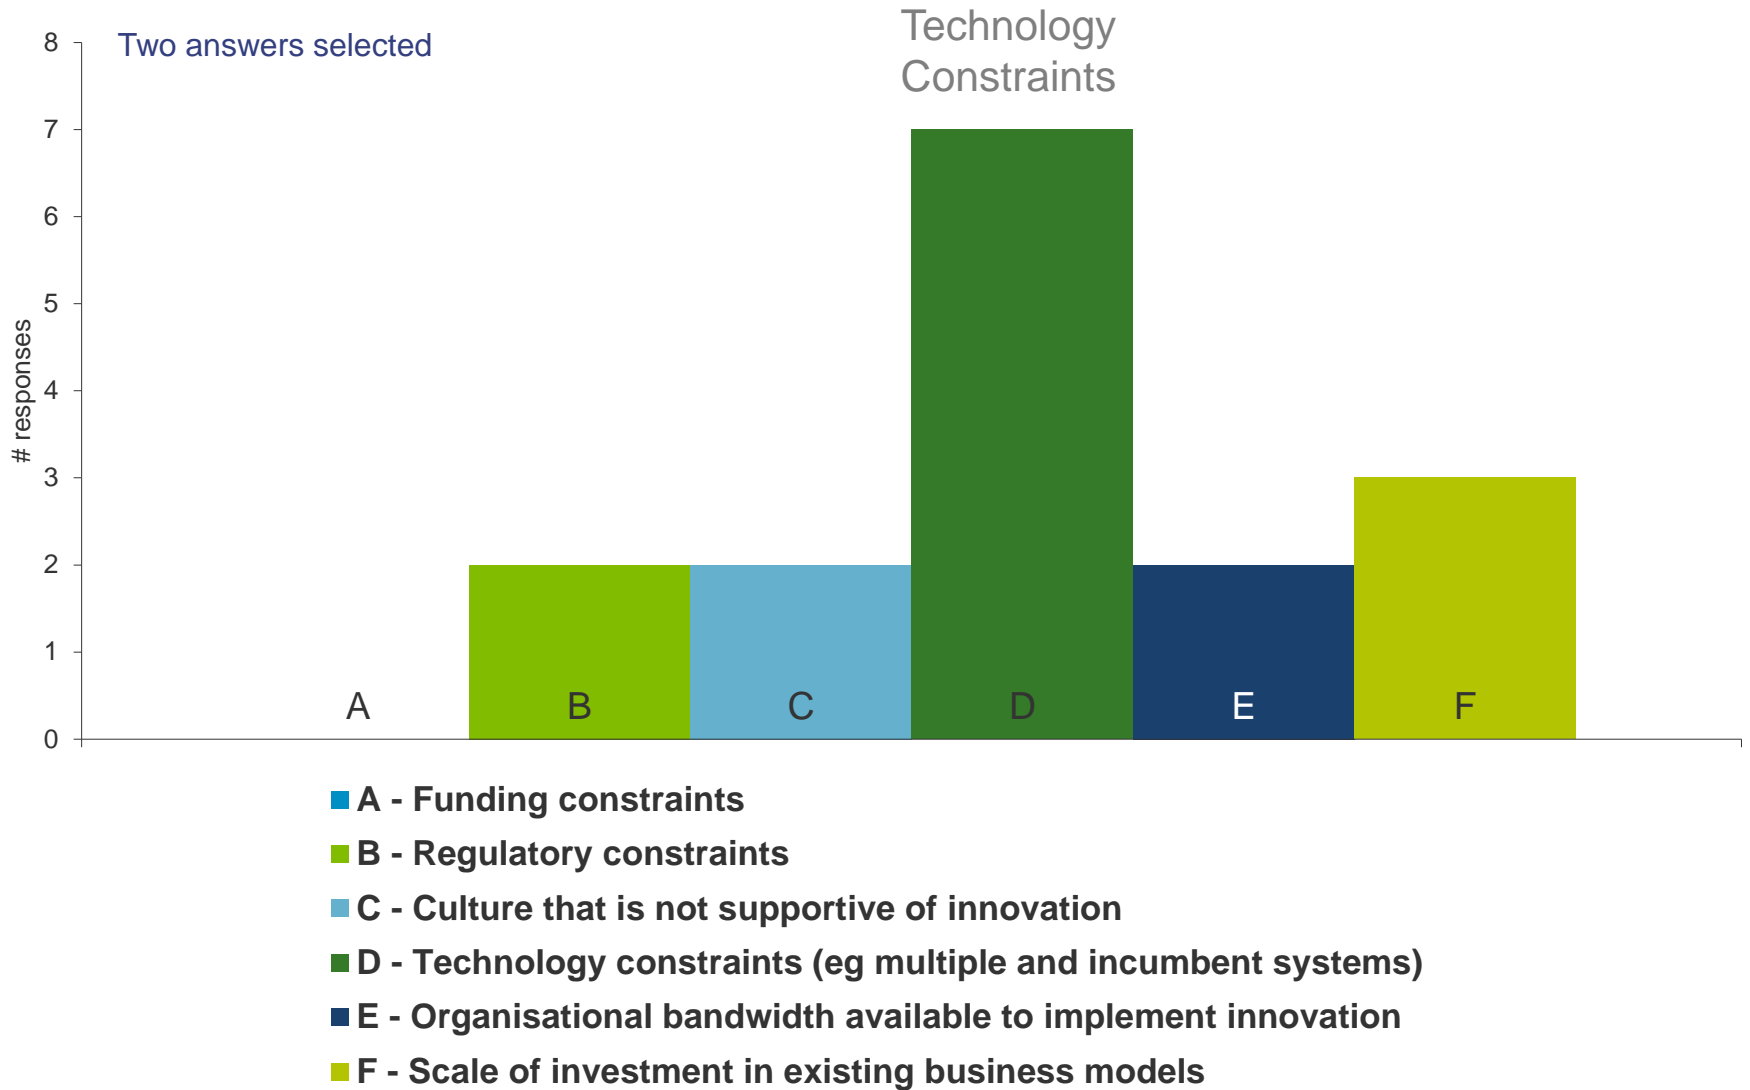 Technology
Constraints
Two answers selected
# responses
8
7
6
5
4
3
2
1
0
A
B
C
D
E
F
A - Funding constraints
B - Regulatory constraints
C - Culture that is not supportive of innovation
D - Technology constraints (eg multiple and incumbent systems)
E - Organisational bandwidth available to implement innovation
F - Scale of investment in existing business models